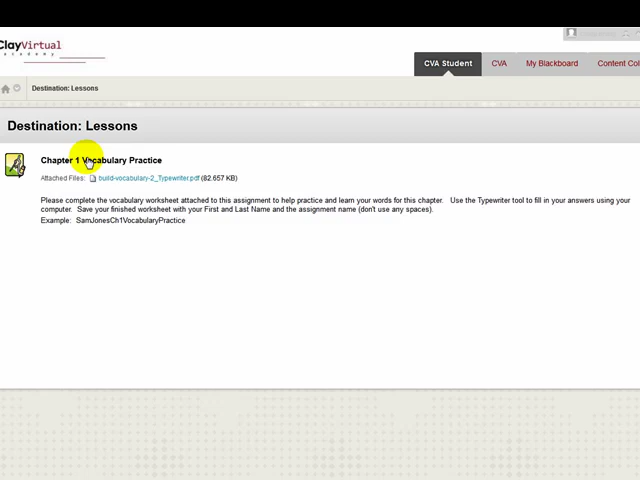 ClayVirtual
academy
CVA Student
CVA
My Blackboard
Content Col
Destination: Lessons
Destination: Lessons
Chapter 1 Vocabulary Practice
Attached Files: build-vocabulary-2_Typewriter.pdf (82.657 KB)
Please complete the vocabulary worksheet attached to this assignment to help practice and learn your words for this chapter. Use the Typewriter tool to fill in your answers using your
computer. Save your finished worksheet with your First and Last Name and the assignment name (don't use any spaces).
Example: SamJonesCh1VocabularyPractice